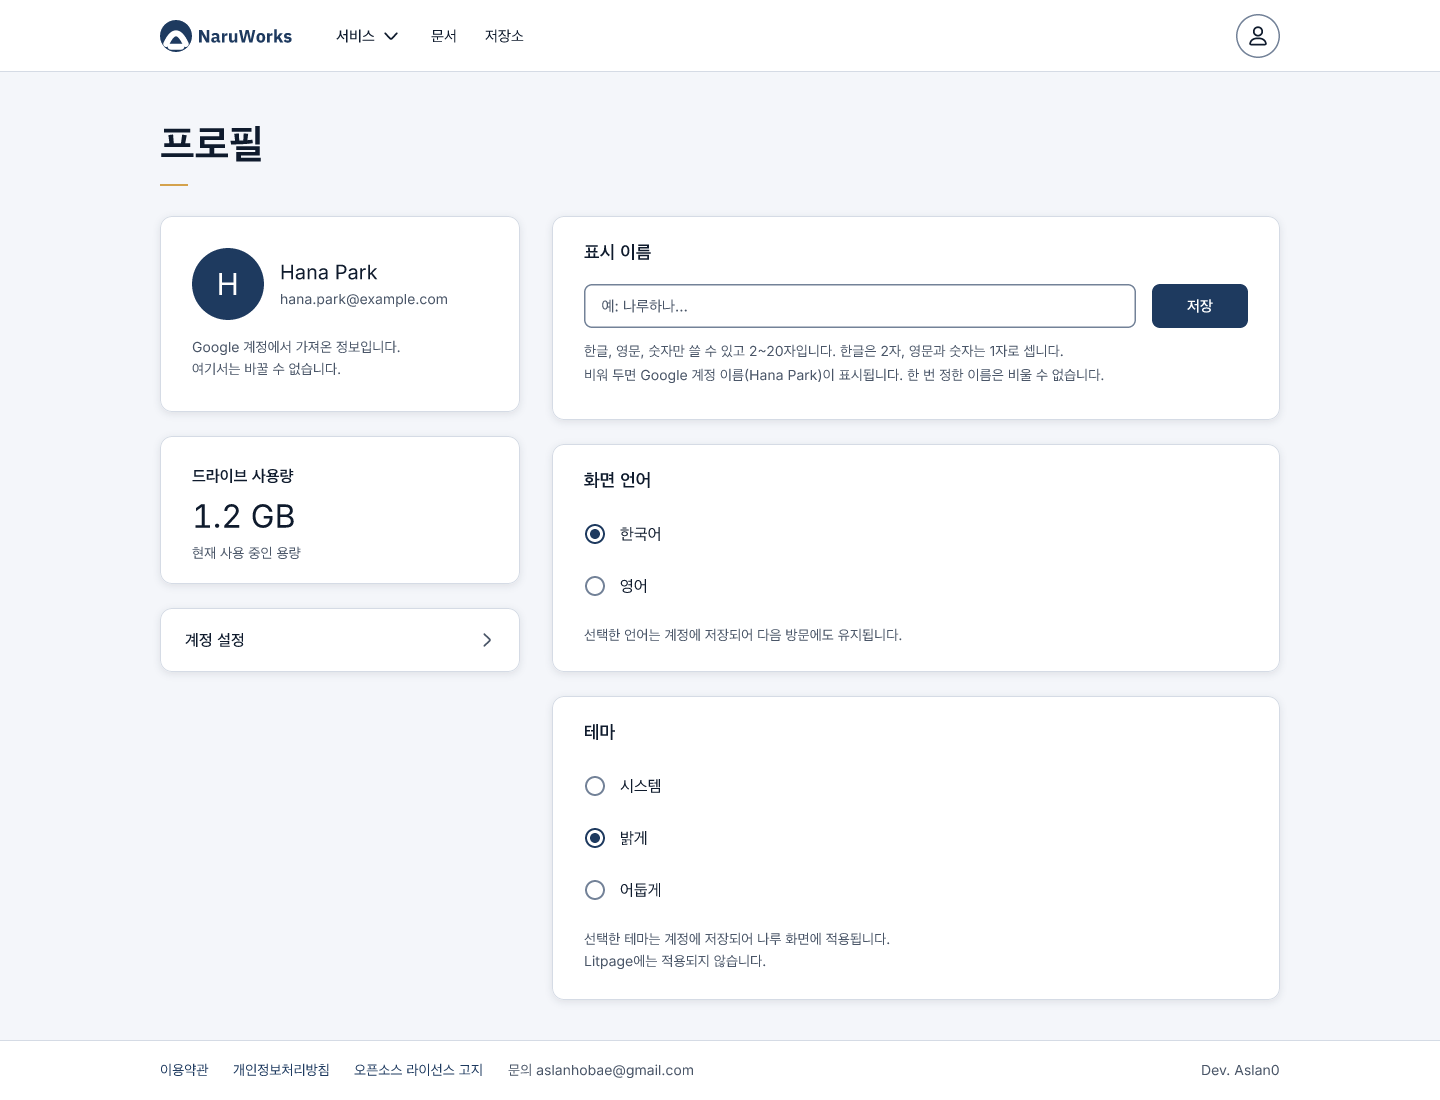 NaruWorks
서비스
문서
저장소
프로필
H
Hana Park
hana.park@example.com
Google 계정에서 가져온 정보입니다.
여기서는 바꿀 수 없습니다.
드라이브 사용량
1.2 GB
현재 사용 중인 용량
계정 설정
표시 이름
예: 나루하나...
저장
한글, 영문, 숫자만 쓸 수 있고 2~20자입니다. 한글은 2자, 영문과 숫자는 1자로 셉니다.
비워 두면 Google 계정 이름(Hana Park)이 표시됩니다. 한 번 정한 이름은 비울 수 없습니다.
화면 언어
한국어
영어
선택한 언어는 계정에 저장되어 다음 방문에도 유지됩니다.
테마
시스템
밝게
어둡게
선택한 테마는 계정에 저장되어 나루 화면에 적용됩니다.
Litpage에는 적용되지 않습니다.
이용약관
개인정보처리방침
오픈소스 라이선스 고지
문의 aslanhobae@gmail.com
Dev. Aslan0